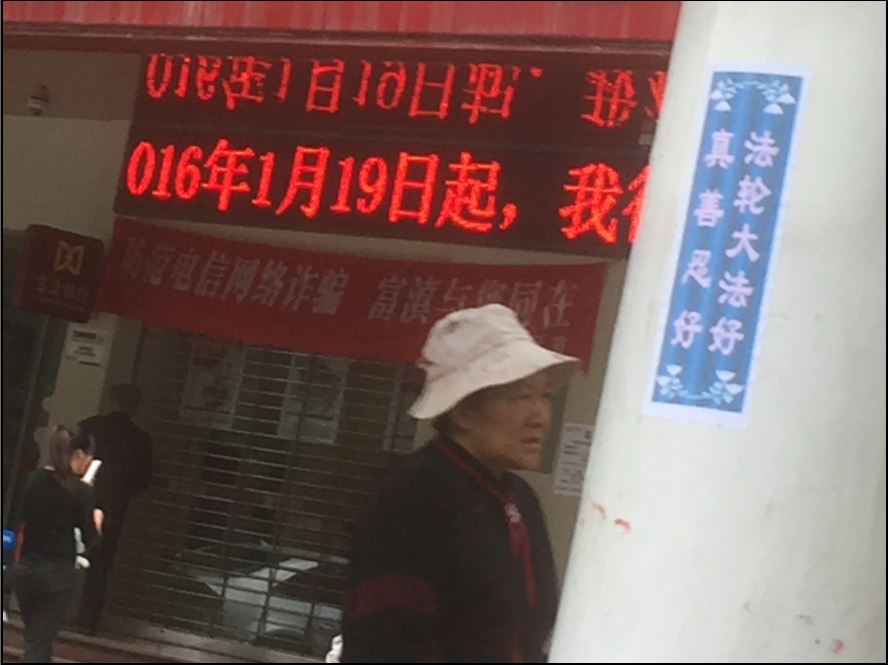 016年1月19日起，我行
防范电信网络诈骗 富滇与您同在
法轮大法好
真善忍好